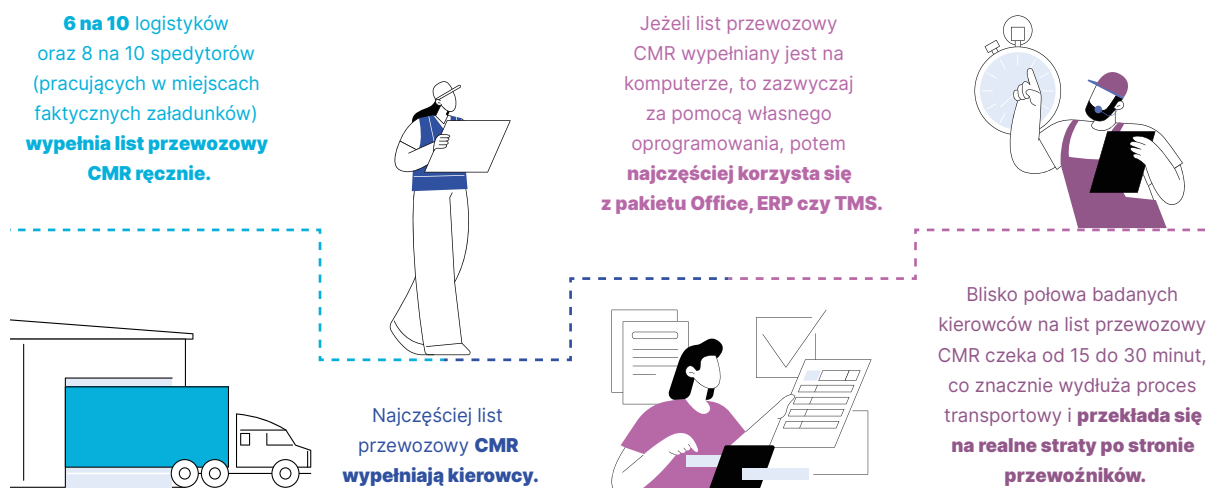 6 na 10 logistyków
oraz 8 na 10 spedytorów
(pracujących w miejscach
faktycznych załadunków)
wypełnia list przewozowy
CMR ręcznie.
Najczęściej list
przewozowy CMR
wypełniają kierowcy.
Jeżeli list przewozowy
CMR wypełniany jest na
komputerze, to zazwyczaj
za pomocą własnego
oprogramowania, potem
najczęściej korzysta się
z pakietu Office, ERP czy TMS.
Blisko połowa badanych
kierowców na list przewozowy
CMR czeka od 15 do 30 minut,
co znacznie wydłuża proces
transportowy i przekłada się
na realne straty po stronie
przewoźników.